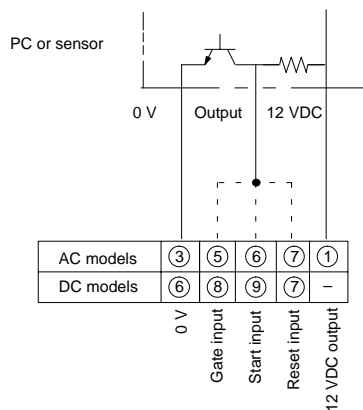 PC or sensor
0 V Output 12 VDC
AC models 3 5 6 7 1
DC models 6 8 9 7 –
0 V
Gate input
Start input
Reset input
12 VDC output